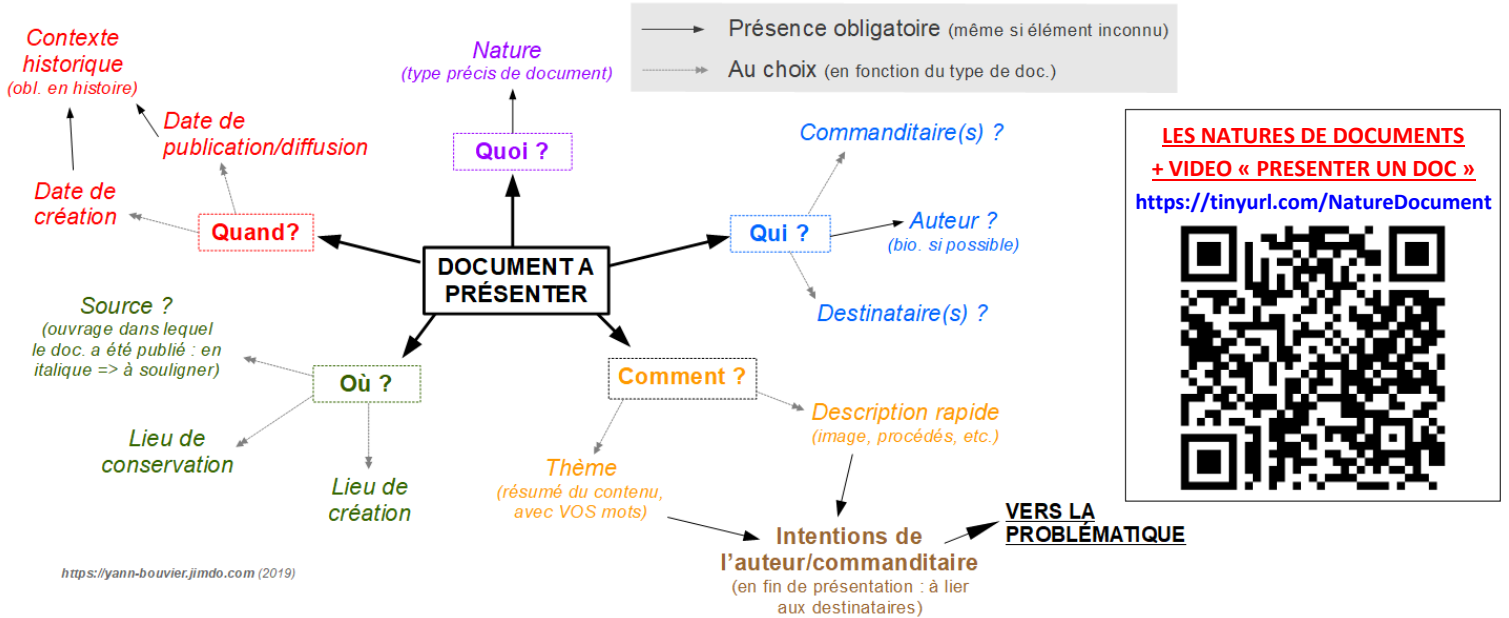 Présence obligatoire (même si élément inconnu)
Au choix (en fonction du type de doc.)
Contexte
historique
(obl. en histoire)
Date de
publication/diffusion
Date de
création
Quand?
Nature
(type précis de document)
Quoi ?
Commanditaire(s) ?
Auteur ?
(bio. si possible)
Destinataire(s) ?
Qui ?
DOCUMENT A
PRÉSENTER
Source ?
(ouvrage dans lequel
le doc. a été publié : en
italique => à souligner)
Où ?
Lieu de
conservation
Lieu de
création
Comment ?
Description rapide
(image, procédés, etc.)
Thème
(résumé du contenu,
avec VOS mots)
Intentions de
l'auteur/commanditaire
(en fin de présentation : à lier
aux destinataires)
VERS LA
PROBLÉMATIQUE
LES NATURES DE DOCUMENTS
+ VIDEO « PRESENTER UN DOC »
https://tinyurl.com/NatureDocument
https://yann-bouvier.jimdo.com (2019)